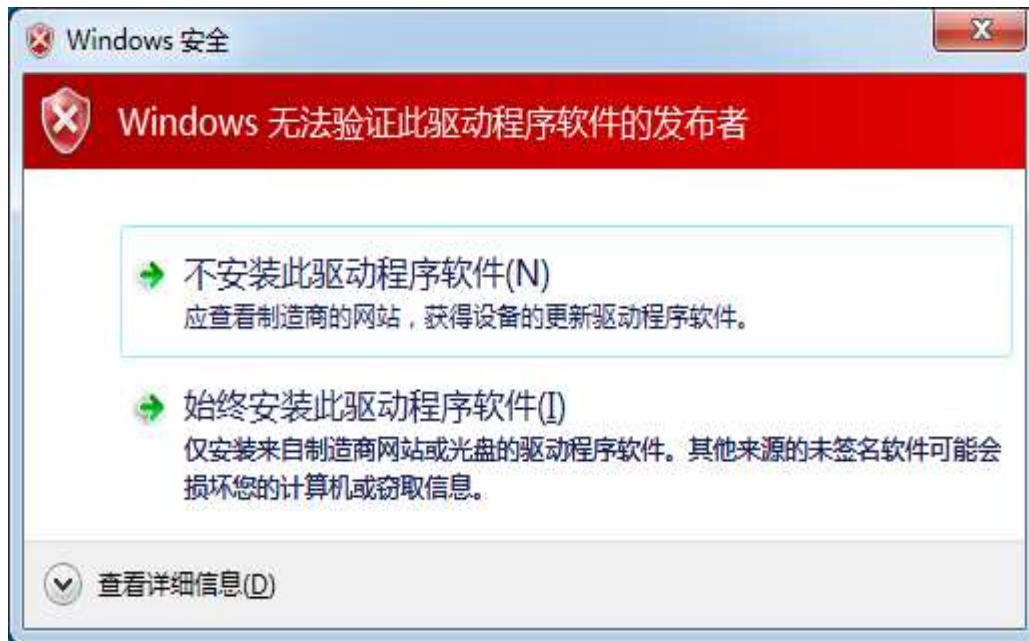 Windows 安全
Windows 无法验证此驱动程序软件的发布者
不安装此驱动程序软件(N)
应查看制造商的网站，获得设备的更新驱动程序软件。
始终安装此驱动程序软件(I)
仅安装来自制造商网站或光盘的驱动程序软件。其他来源的未签名软件可能会
损坏您的计算机或窃取信息。
查看详细信息(D)